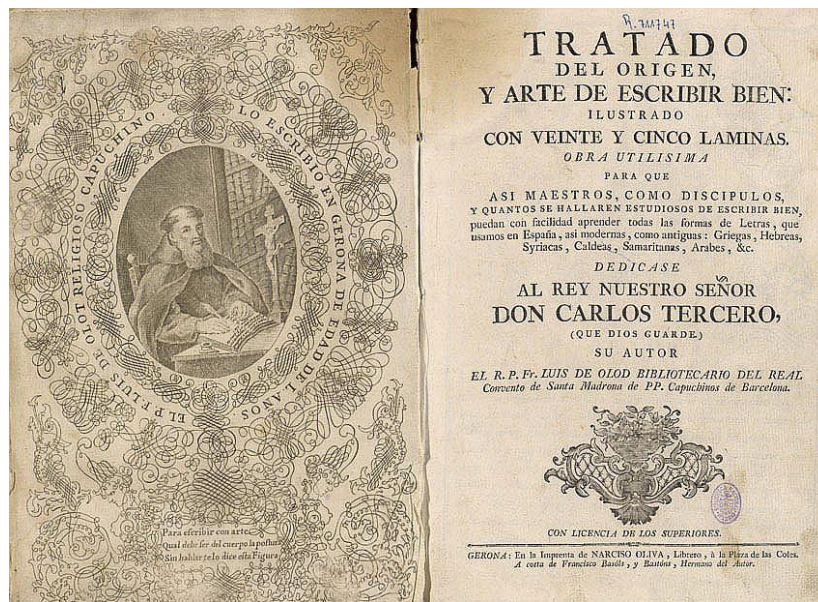 EL P. F. LUIS DE OLOT RELIGIOSO CAPUCHINO. LO ESCRIBIO EN GERONA DE EDAD DE L AÑOS
Para escribir con arte,
Qual debe ser del cuerpo la postura
Sin hablar te lo dice esta Figura
R. 711747
TRATADO
DEL ORIGEN,
Y ARTE DE ESCRIBIR BIEN:
ILUSTRADO
CON VEINTE Y CINCO LAMINAS.
OBRA UTILISIMA
PARA QUE
ASI MAESTROS, COMO DISCIPULOS,
Y QUANTOS SE HALLAREN ESTUDIOSOS DE ESCRIBIR BIEN,
puedan con facilidad aprender todas las formas de Letras, que
usamos en España, asi modernas, como antiguas: Griegas, Hebreas,
Syriacas, Caldeas, Samaritanas, Arabes, &c.
DEDICASE
AL REY NUESTRO SEÑOR
DON CARLOS TERCERO,
(QUE DIOS GUARDE.)
SU AUTOR
EL R. P. Fr. LUIS DE OLOD BIBLIOTECARIO DEL REAL
Convento de Santa Madrona de PP. Capuchinos de Barcelona.
CON LICENCIA DE LOS SUPERIORES.
GERONA: En la Imprenta de NARCISO OLIVA, Librero, à la Plaza de las Coles.
A costa de Francisco Basóls, y Bastóns, Hermano del Autor.